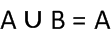 A ∪ B = A